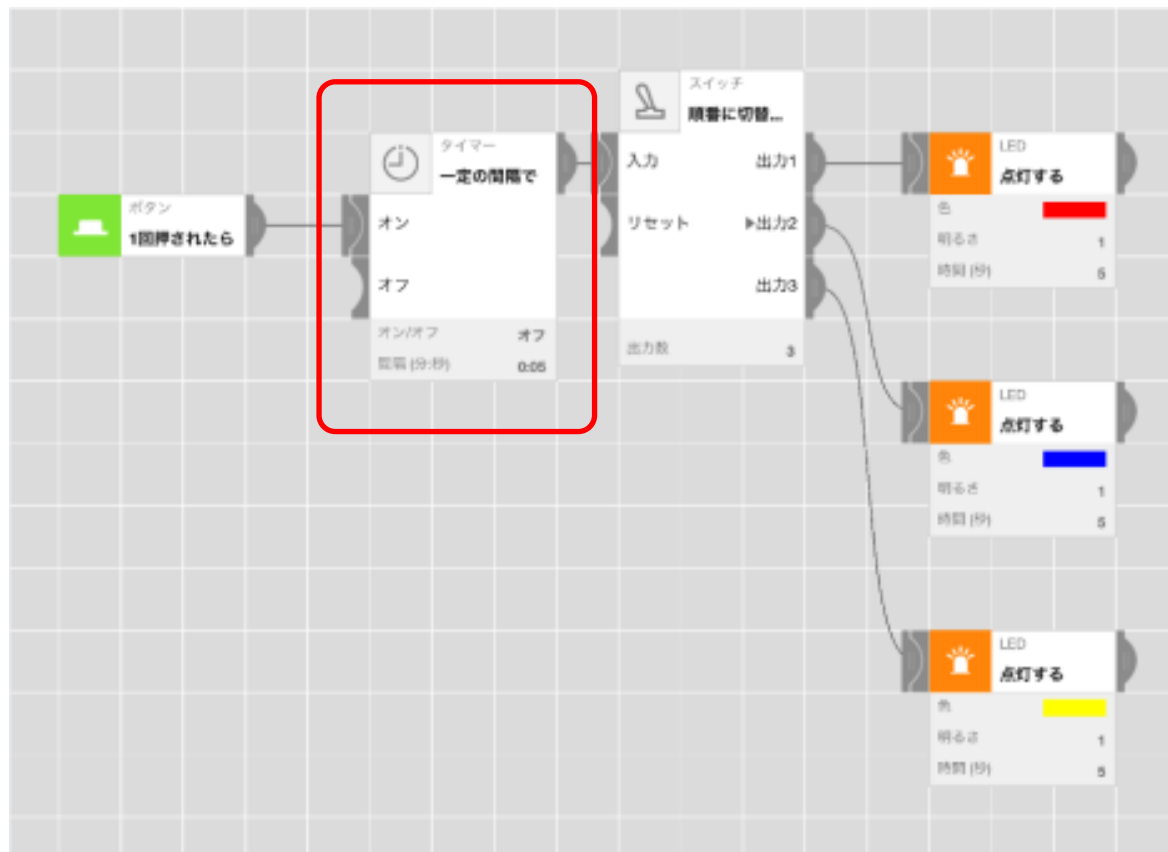 ボタン
1回押されたら
タイマー
一定の間隔で
オン
オフ
オン/オフ オフ
間隔 (分:秒) 0:05
スイッチ
順番に切替...
入力 出力1
リセット ▶出力2
出力3
出力数 3
LED
点灯する
色
明るさ 1
時間 (秒) 5
LED
点灯する
色
明るさ 1
時間 (秒) 5
LED
点灯する
色
明るさ 1
時間 (秒) 5